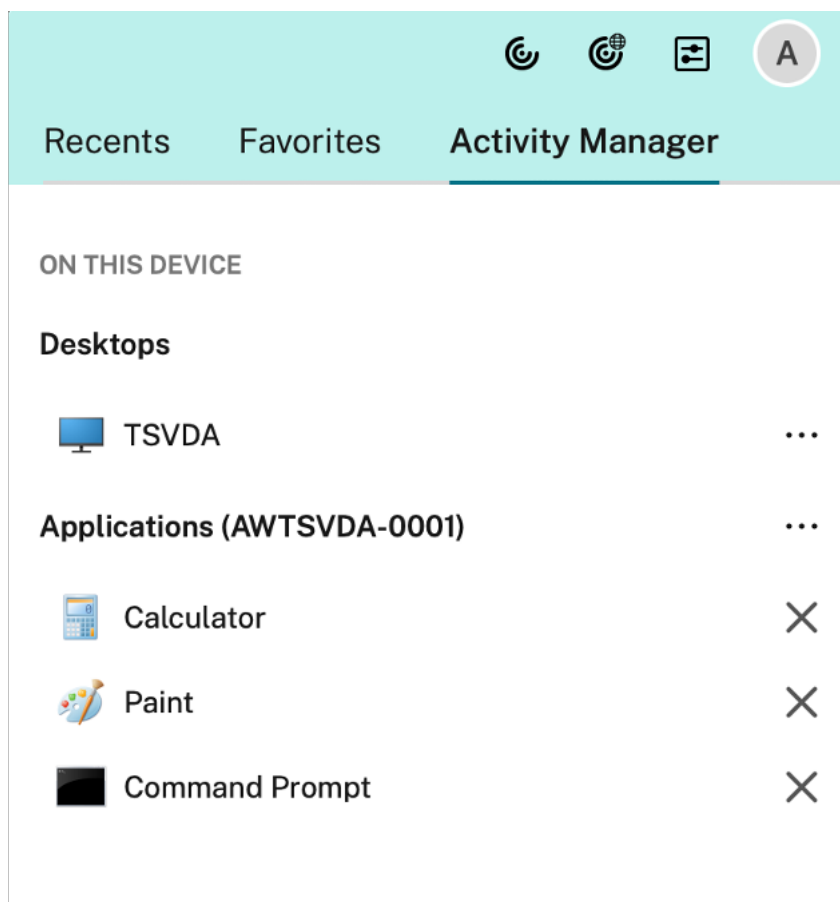 A
Recents Favorites Activity Manager
ON THIS DEVICE
Desktops
TSVDA ...
Applications (AWTSVDA-0001) ...
Calculator
Paint
Command Prompt